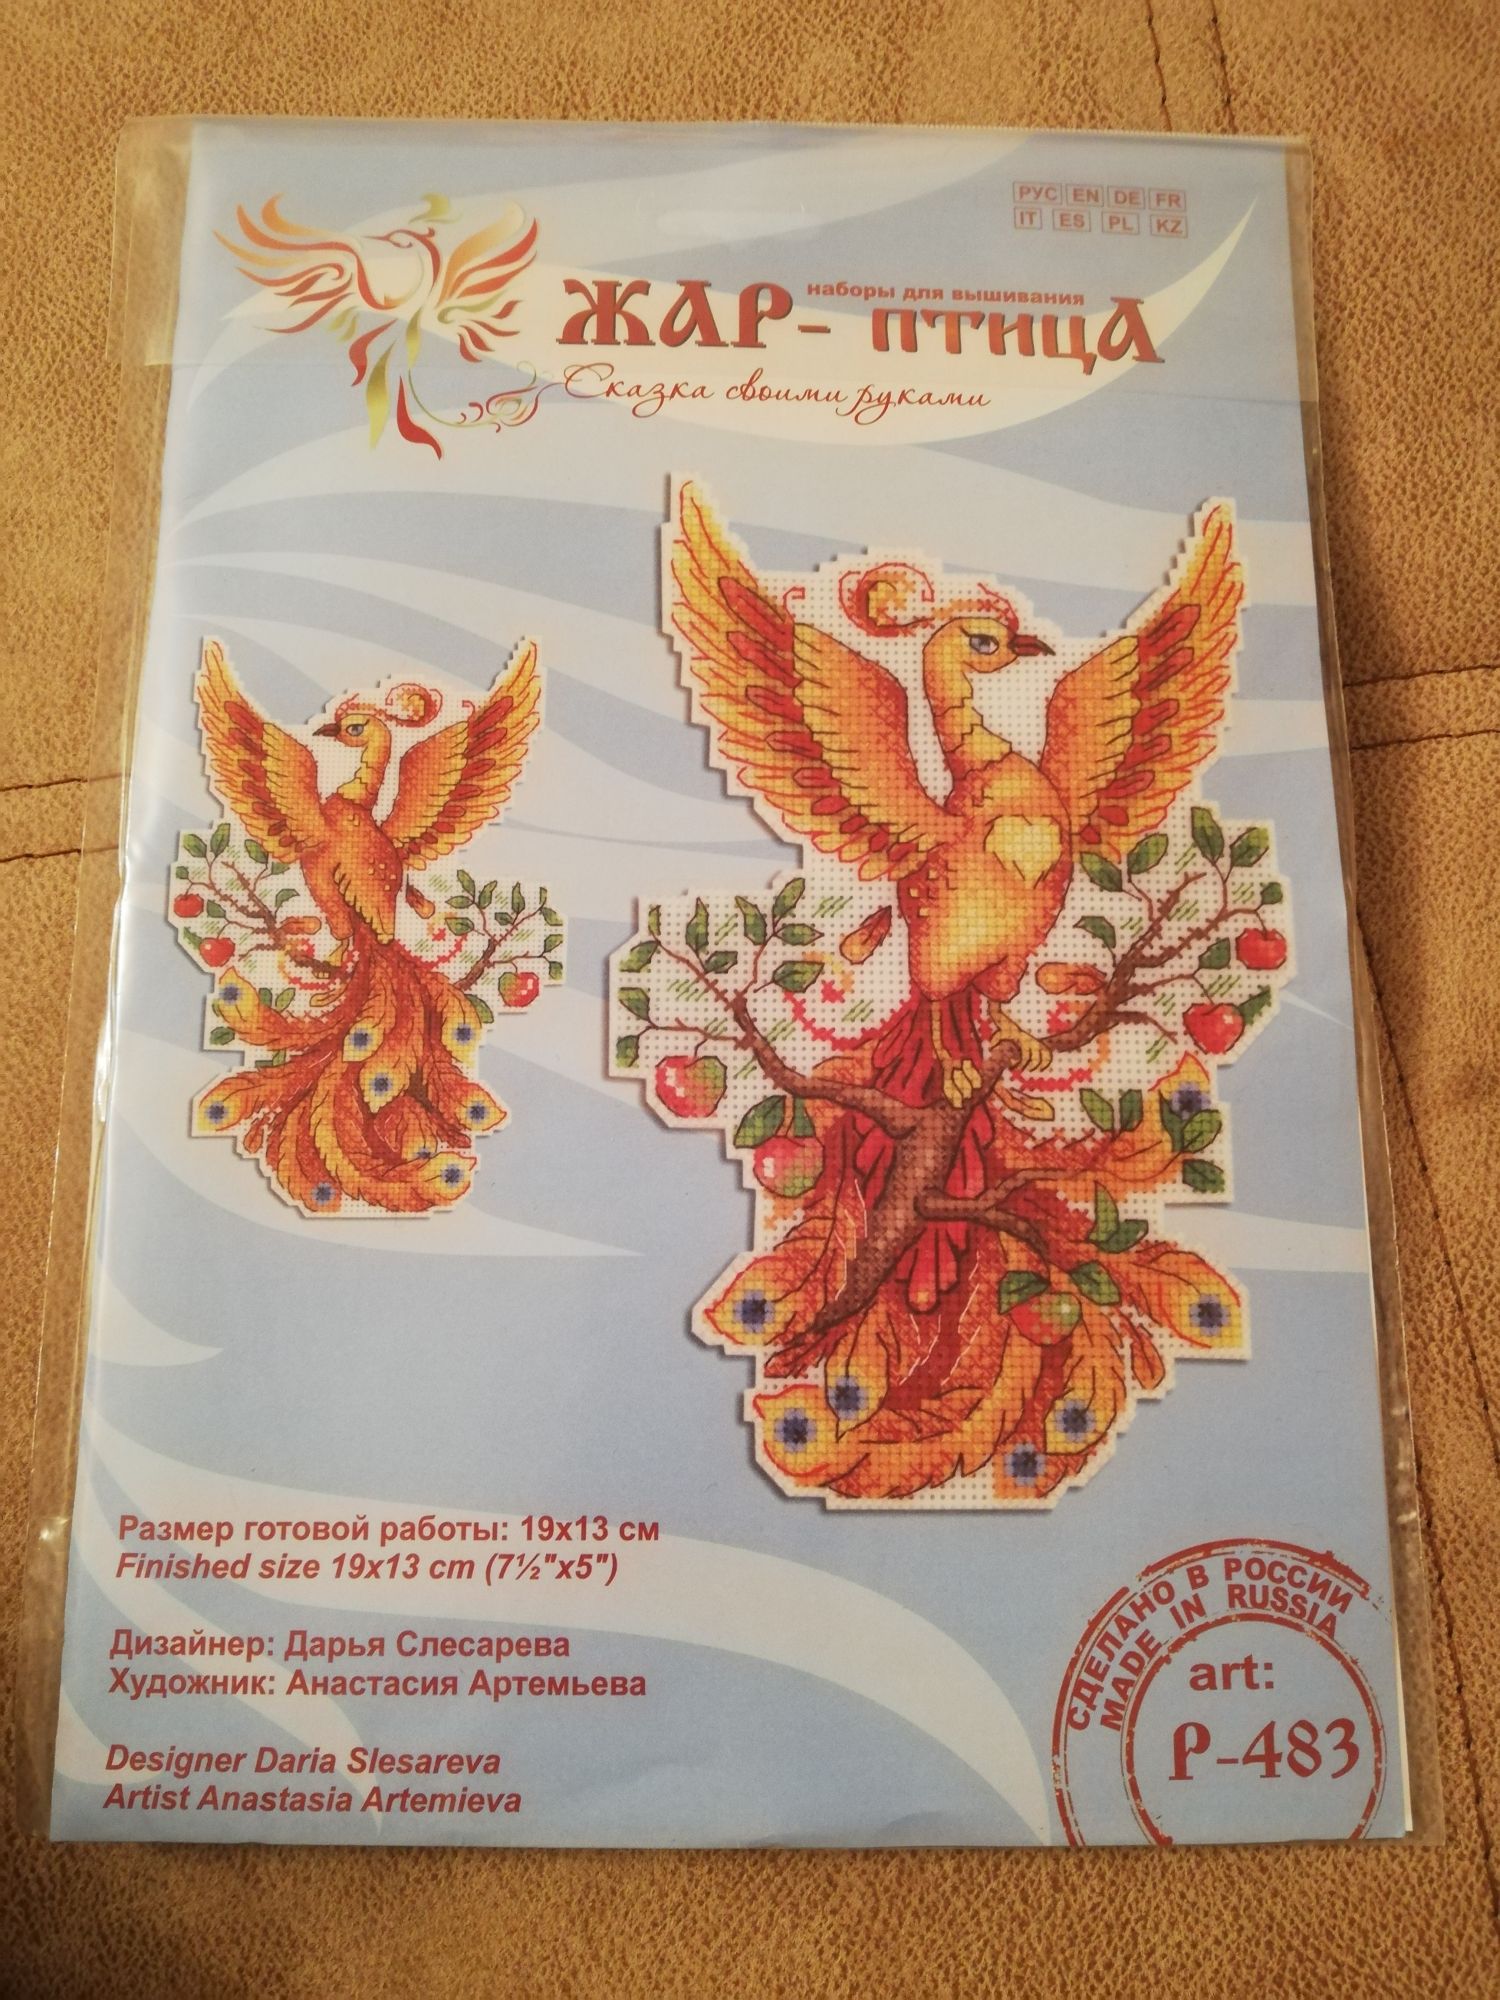 РУС EN DE FR
IT ES PL KZ
наборы для вышивания
ЖАР-ПТИЦА
Сказка своими руками
Размер готовой работы: 19х13 см
Finished size 19x13 cm (7½"x5")
Дизайнер: Дарья Слесарева
Художник: Анастасия Артемьева
Designer Daria Slesareva
Artist Anastasia Artemieva
СДЕЛАНО В РОССИИ
MADE IN RUSSIA
art:
Р-483